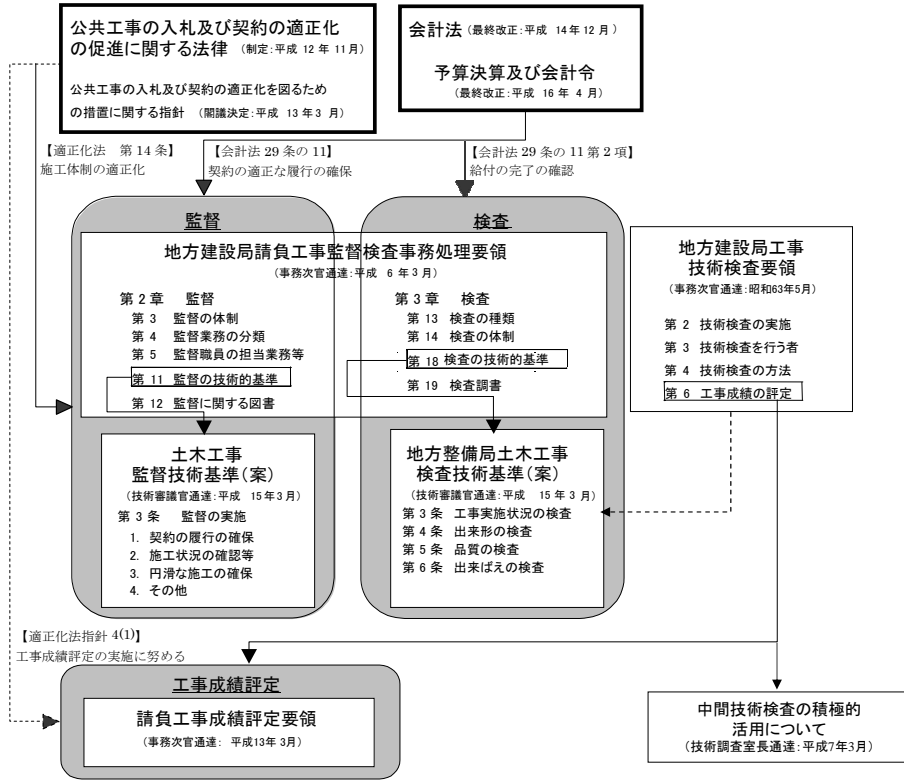 公共工事の入札及び契約の適正化
の促進に関する法律 (制定:平成 12 年 11月)
公共工事の入札及び契約の適正化を図るため
の措置に関する指針 (閣議決定:平成 13年 3 月)
会計法 (最終改正:平成 14年 12 月)
予算決算及び会計令
(最終改正:平成 16年 4 月)
【適正化法 第 14 条】
施工体制の適正化
【会計法 29 条の 11】
契約の適正な履行の確保
【会計法 29 条の 11 第 2 項】
給付の完了の確認
監督
検査
地方建設局請負工事監督検査事務処理要領
(事務次官通達:平成 6 年 3 月)
第 2 章 監督
第 3 監督の体制
第 4 監督業務の分類
第 5 監督職員の担当業務等
第 11 監督の技術的基準
第 12 監督に関する図書
第 3 章 検査
第 13 検査の種類
第 14 検査の体制
第 18 検査の技術的基準
第 19 検査調書
地方建設局工事
技術検査要領
(事務次官通達:昭和63年5月)
第 2 技術検査の実施
第 3 技術検査を行う者
第 4 技術検査の方法
第 6 工事成績の評定
土木工事
監督技術基準(案)
(技術審議官通達:平成 15年 3 月)
第 3 条 監督の実施
1. 契約の履行の確保
2. 施工状況の確認等
3. 円滑な施工の確保
4. その他
地方整備局土木工事
検査技術基準(案)
(技術審議官通達:平成 15年 3 月)
第 3 条 工事実施状況の検査
第 4 条 出来形の検査
第 5 条 品質の検査
第 6 条 出来ばえの検査
【適正化法指針 4(1)】
工事成績評定の実施に努める
工事成績評定
請負工事成績評定要領
(事務次官通達: 平成13年 3月)
中間技術検査の積極的
活用について
(技術調査室長通達:平成7年3月)